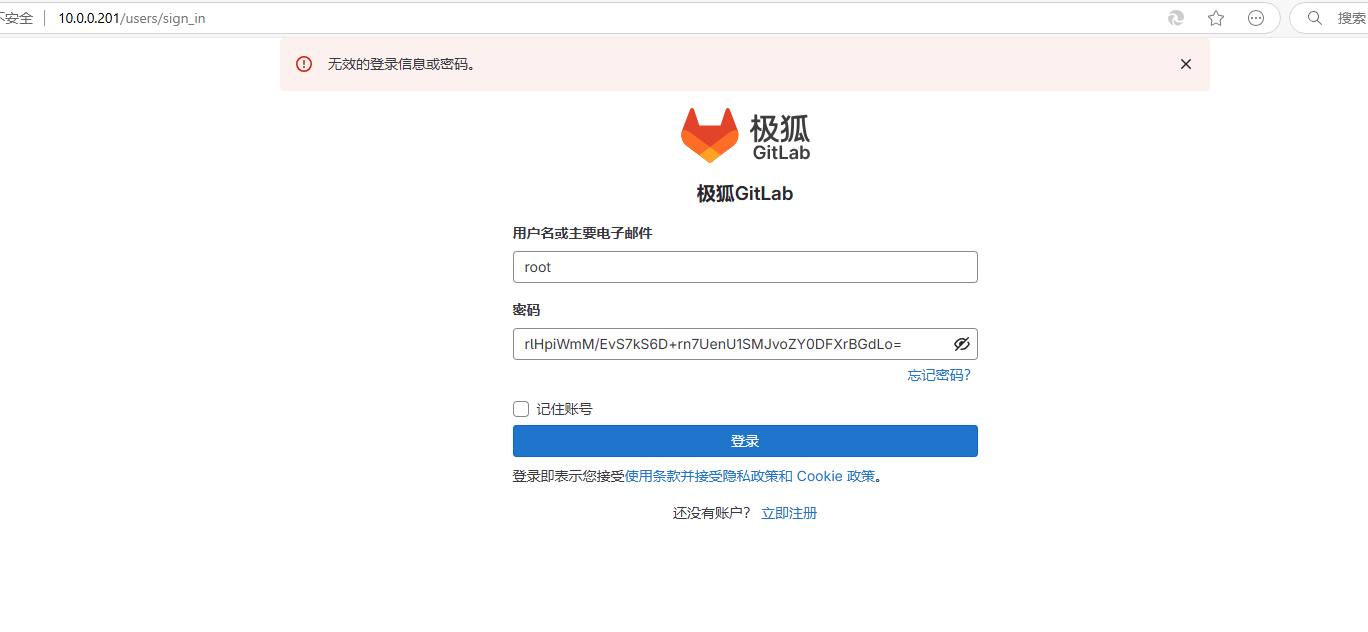 不安全 10.0.0.201/users/sign_in 搜索
无效的登录信息或密码。
极狐
GitLab
极狐GitLab
用户名或主要电子邮件
root
密码
rlHpiWmM/EvS7kS6D+rn7UenU1SMJvoZY0DFXrBGdLo=
忘记密码?
记住账号
登录
登录即表示您接受使用条款并接受隐私政策和 Cookie 政策。
还没有账户? 立即注册